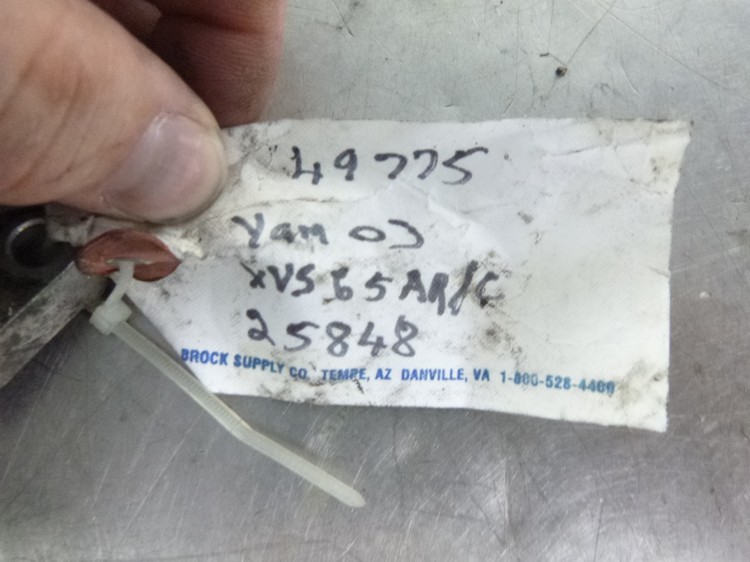 49775
Yam 03
XVS65AR/C
25848
BROCK SUPPLY CO. TEMPE, AZ DANVILLE, VA 1-800-528-4400